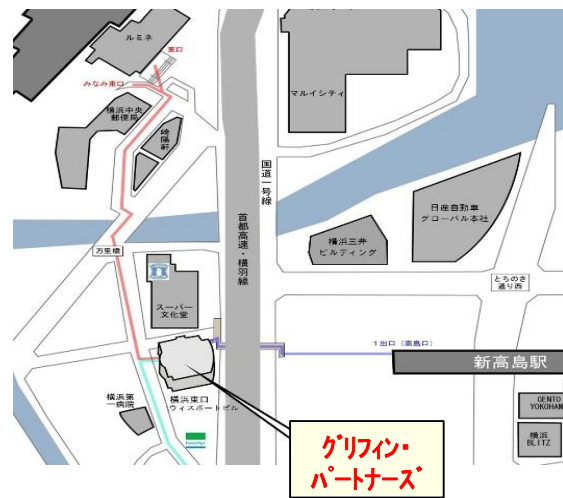 ルミネ
東口
みなみ東口
横浜中央
郵便局
崎陽軒
マルイシティ
国道一号線
首都高速・横羽線
日産自動車
グローバル本社
横浜三井
ビルディング
万里橋
とちのき
通り西
スーパー
文化堂
1出口(高島口)
新高島駅
横浜東口
ウィスポートビル
横浜第
一病院
FamilyMart
GENTO
YOKOHAMA
横浜
BLITZ
グリフィン・
パートナーズ